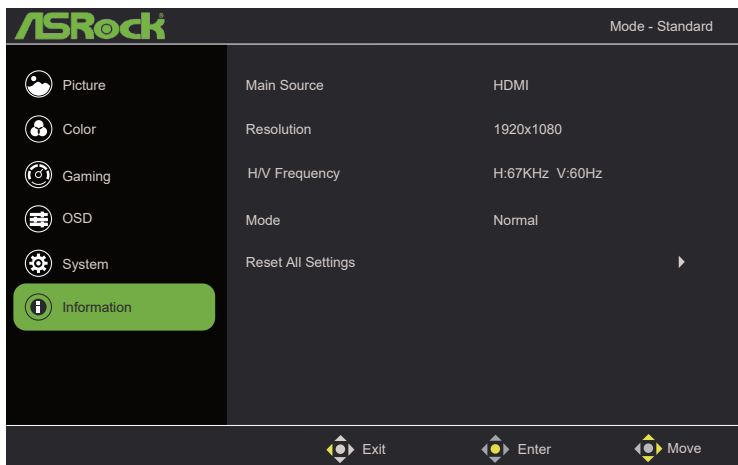 ASRock
Mode - Standard
Picture
Main Source HDMI
Color
Resolution 1920x1080
Gaming
H/V Frequency H:67KHz V:60Hz
OSD
Mode Normal
System
Reset All Settings
Information
Exit Enter Move